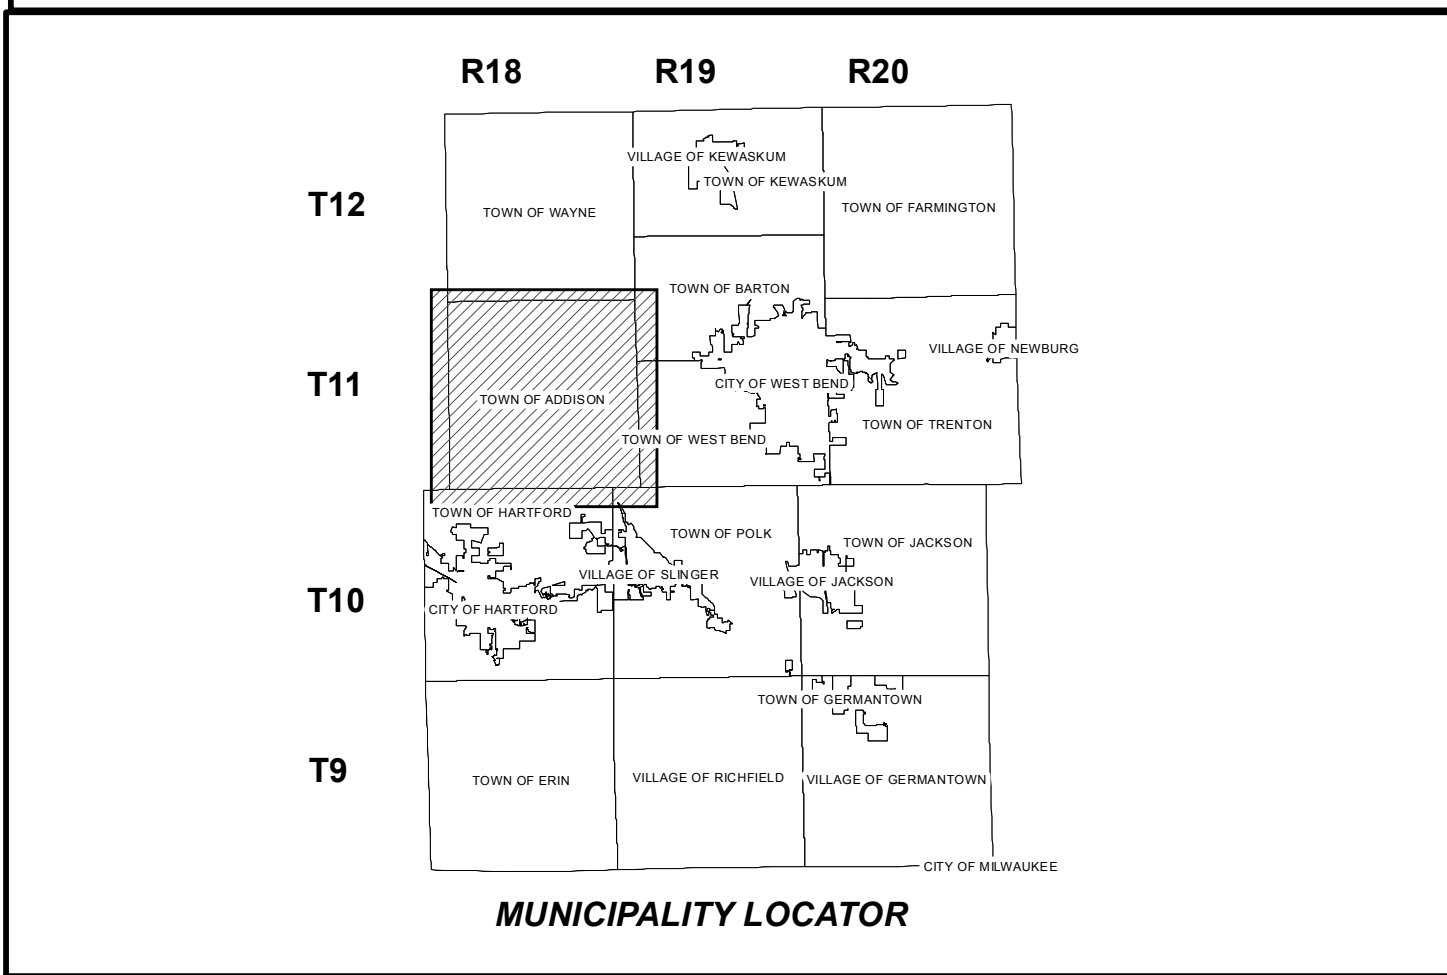 R18 R19 R20
VILLAGE OF KEWASKUM
TOWN OF KEWASKUM
T12
TOWN OF WAYNE
TOWN OF FARMINGTON
TOWN OF BARTON
VILLAGE OF NEWBURG
T11
CITY OF WEST BEND
TOWN OF ADDISON
TOWN OF TRENTON
TOWN OF WEST BEND
TOWN OF HARTFORD
TOWN OF POLK
TOWN OF JACKSON
VILLAGE OF SLINGER
VILLAGE OF JACKSON
T10
CITY OF HARTFORD
TOWN OF GERMANTOWN
T9
TOWN OF ERIN
VILLAGE OF RICHFIELD
VILLAGE OF GERMANTOWN
CITY OF MILWAUKEE
MUNICIPALITY LOCATOR